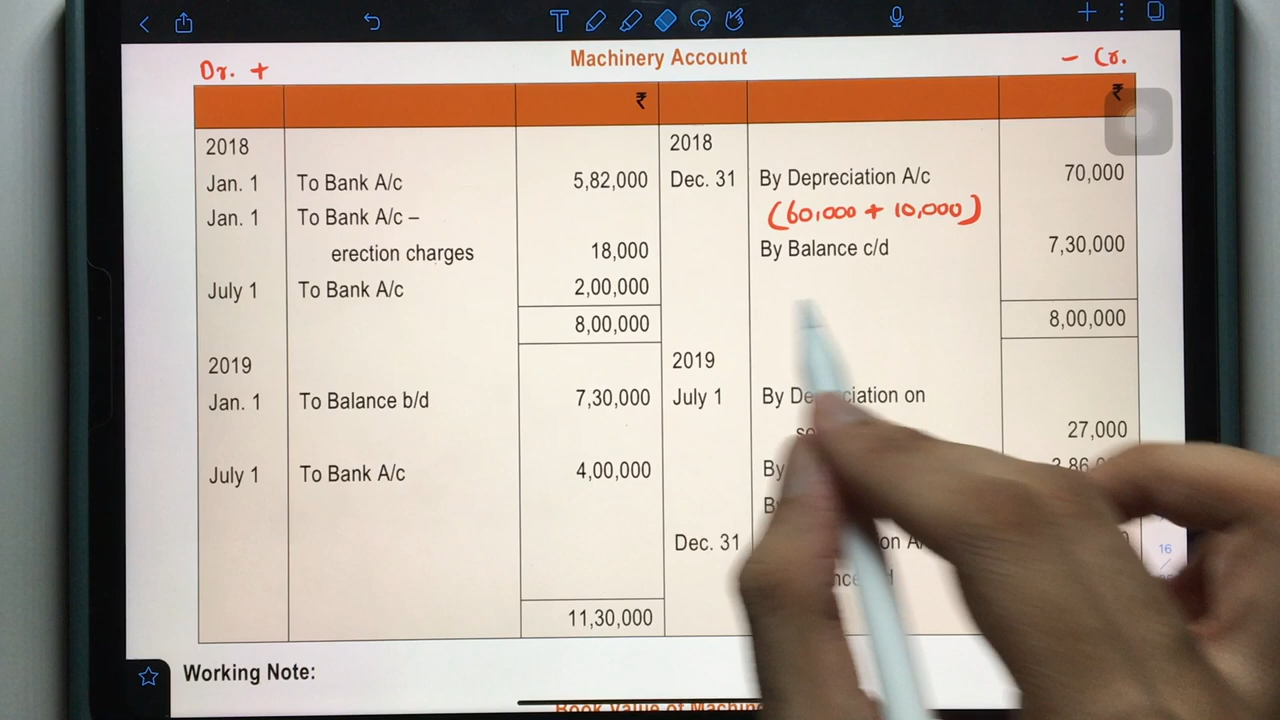 Machinery Account
Dr. + – Cr.
₹ ₹
2018 2018
Jan. 1 To Bank A/c 5,82,000 Dec. 31 By Depreciation A/c 70,000
Jan. 1 To Bank A/c – (60,000 + 10,000)
erection charges 18,000 By Balance c/d 7,30,000
July 1 To Bank A/c 2,00,000
8,00,000 8,00,000
2019 2019
Jan. 1 To Balance b/d 7,30,000 July 1 By on
27,000
July 1 To Bank A/c 4,00,000 By
Dec. 31
11,30,000
16
Working Note:
Book Value of